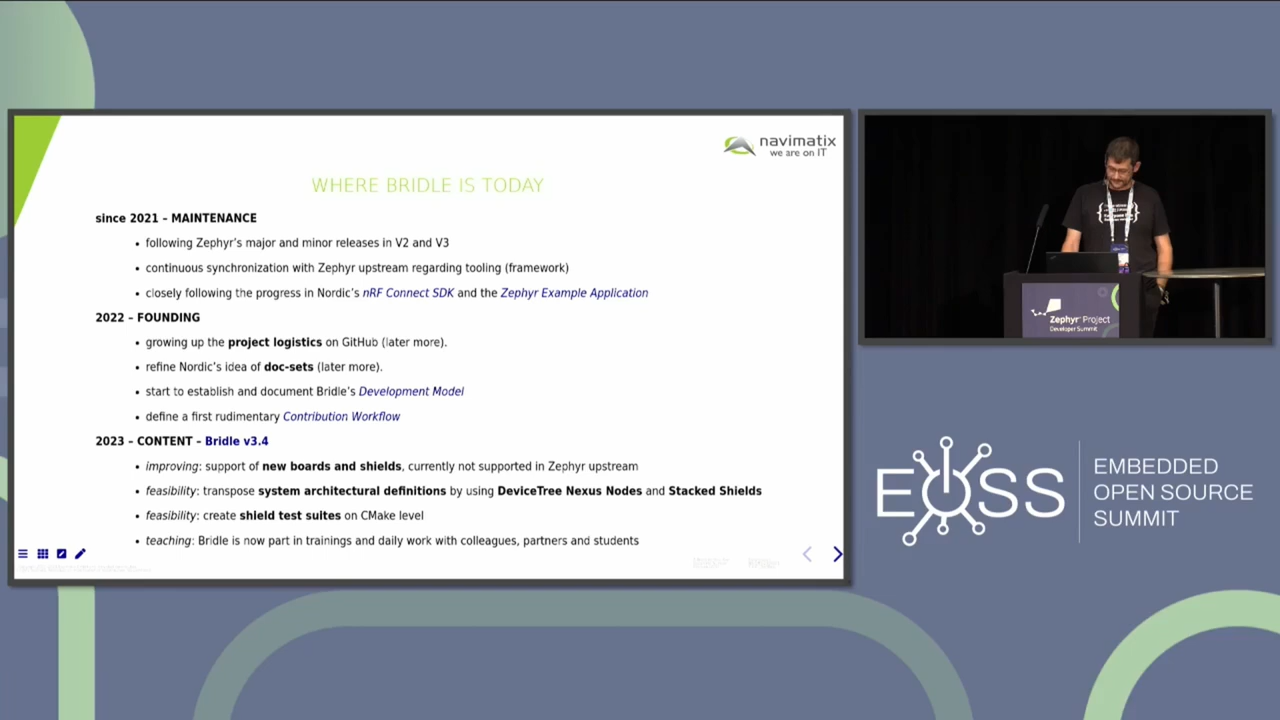 navimatix
we are on IT
WHERE BRIDLE IS TODAY
since 2021 – MAINTENANCE
• following Zephyr's major and minor releases in V2 and V3
• continuous synchronization with Zephyr upstream regarding tooling (framework)
• closely following the progress in Nordic's nRF Connect SDK and the Zephyr Example Application
2022 – FOUNDING
• growing up the project logistics on GitHub (later more).
• refine Nordic's idea of doc-sets (later more).
• start to establish and document Bridle's Development Model
• define a first rudimentary Contribution Workflow
2023 – CONTENT – Bridle v3.4
• improving: support of new boards and shields, currently not supported in Zephyr upstream
• feasibility: transpose system architectural definitions by using DeviceTree Nexus Nodes and Stacked Shields
• feasibility: create shield test suites on CMake level
• teaching: Bridle is now part in trainings and daily work with colleagues, partners and students
Zephyr Project
Developer Summit
EOSS
EMBEDDED
OPEN SOURCE
SUMMIT